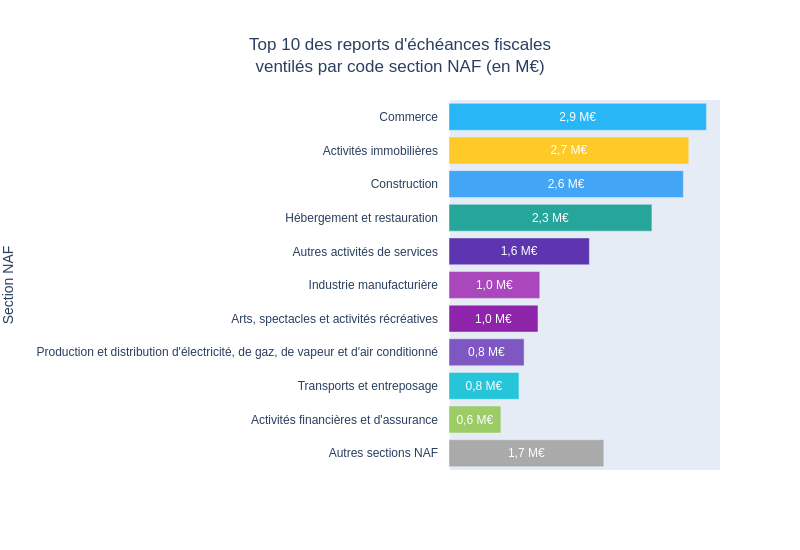 Top 10 des reports d'échéances fiscales
ventilés par code section NAF (en M€)
Section NAF
Commerce 2,9 M€
Activités immobilières 2,7 M€
Construction 2,6 M€
Hébergement et restauration 2,3 M€
Autres activités de services 1,6 M€
Industrie manufacturière 1,0 M€
Arts, spectacles et activités récréatives 1,0 M€
Production et distribution d'électricité, de gaz, de vapeur et d'air conditionné 0,8 M€
Transports et entreposage 0,8 M€
Activités financières et d'assurance 0,6 M€
Autres sections NAF 1,7 M€